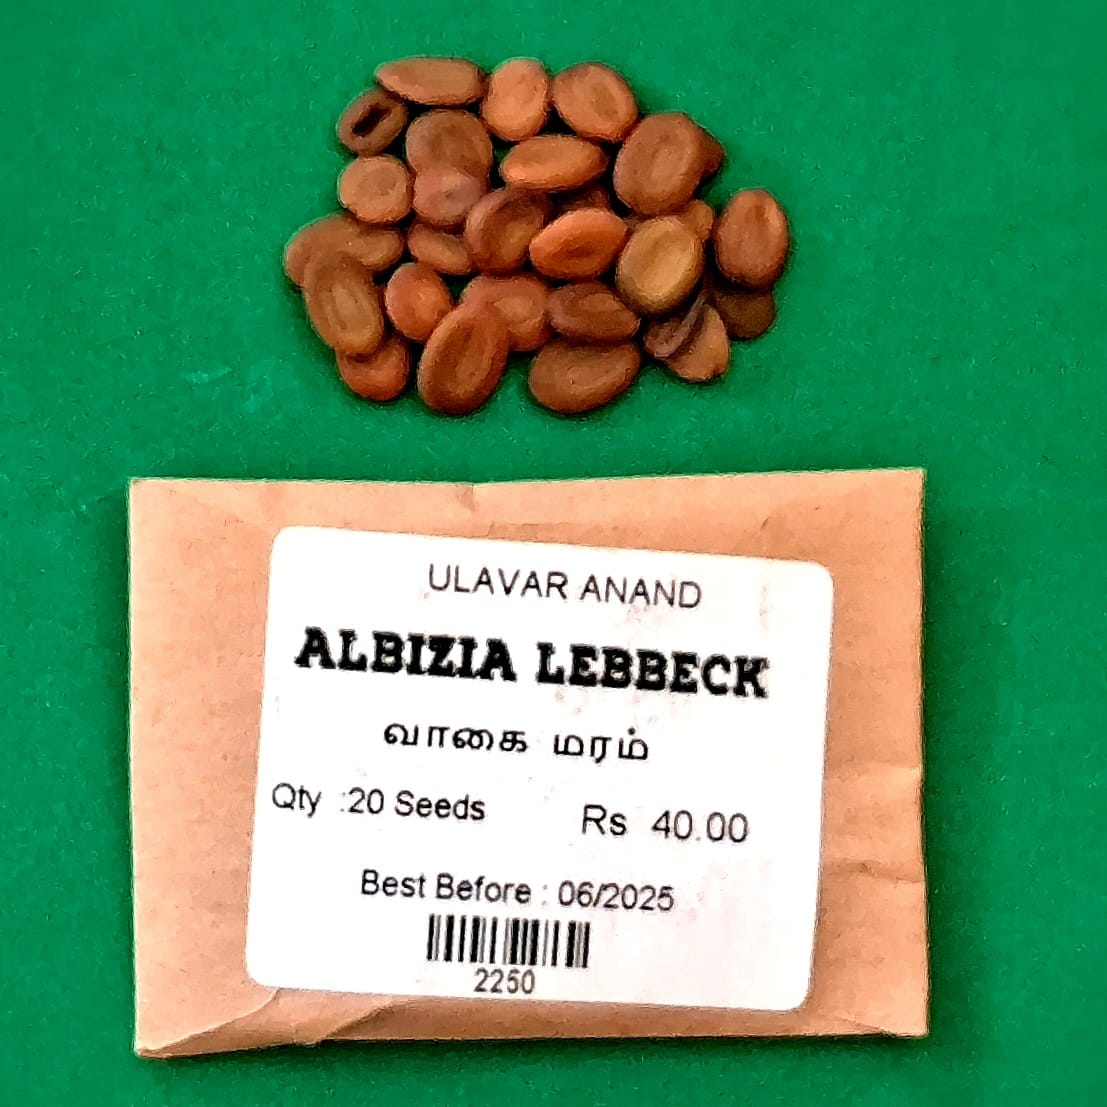 ULAVAR ANAND
ALBIZIA LEBBECK
வாகை மரம்
Qty :20 Seeds Rs 40.00
Best Before : 06/2025
2250